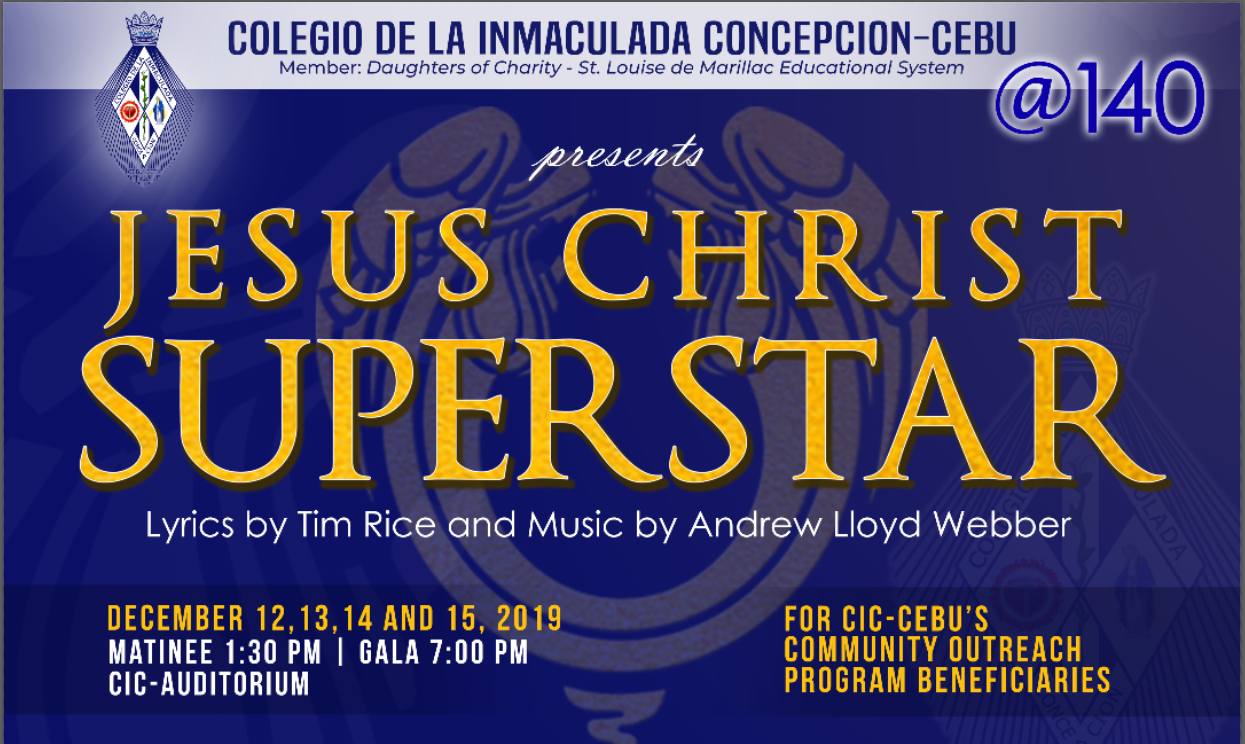 COLEGIO DE LA INMACULADA CONCEPCION-CEBU
Member: Daughters of Charity - St. Louise de Marillac Educational System
@140
presents
JESUS CHRIST
SUPERSTAR
Lyrics by Tim Rice and Music by Andrew Lloyd Webber
DECEMBER 12,13,14 AND 15, 2019
MATINEE 1:30 PM | GALA 7:00 PM
CIC-AUDITORIUM
FOR CIC-CEBU'S
COMMUNITY OUTREACH
PROGRAM BENEFICIARIES